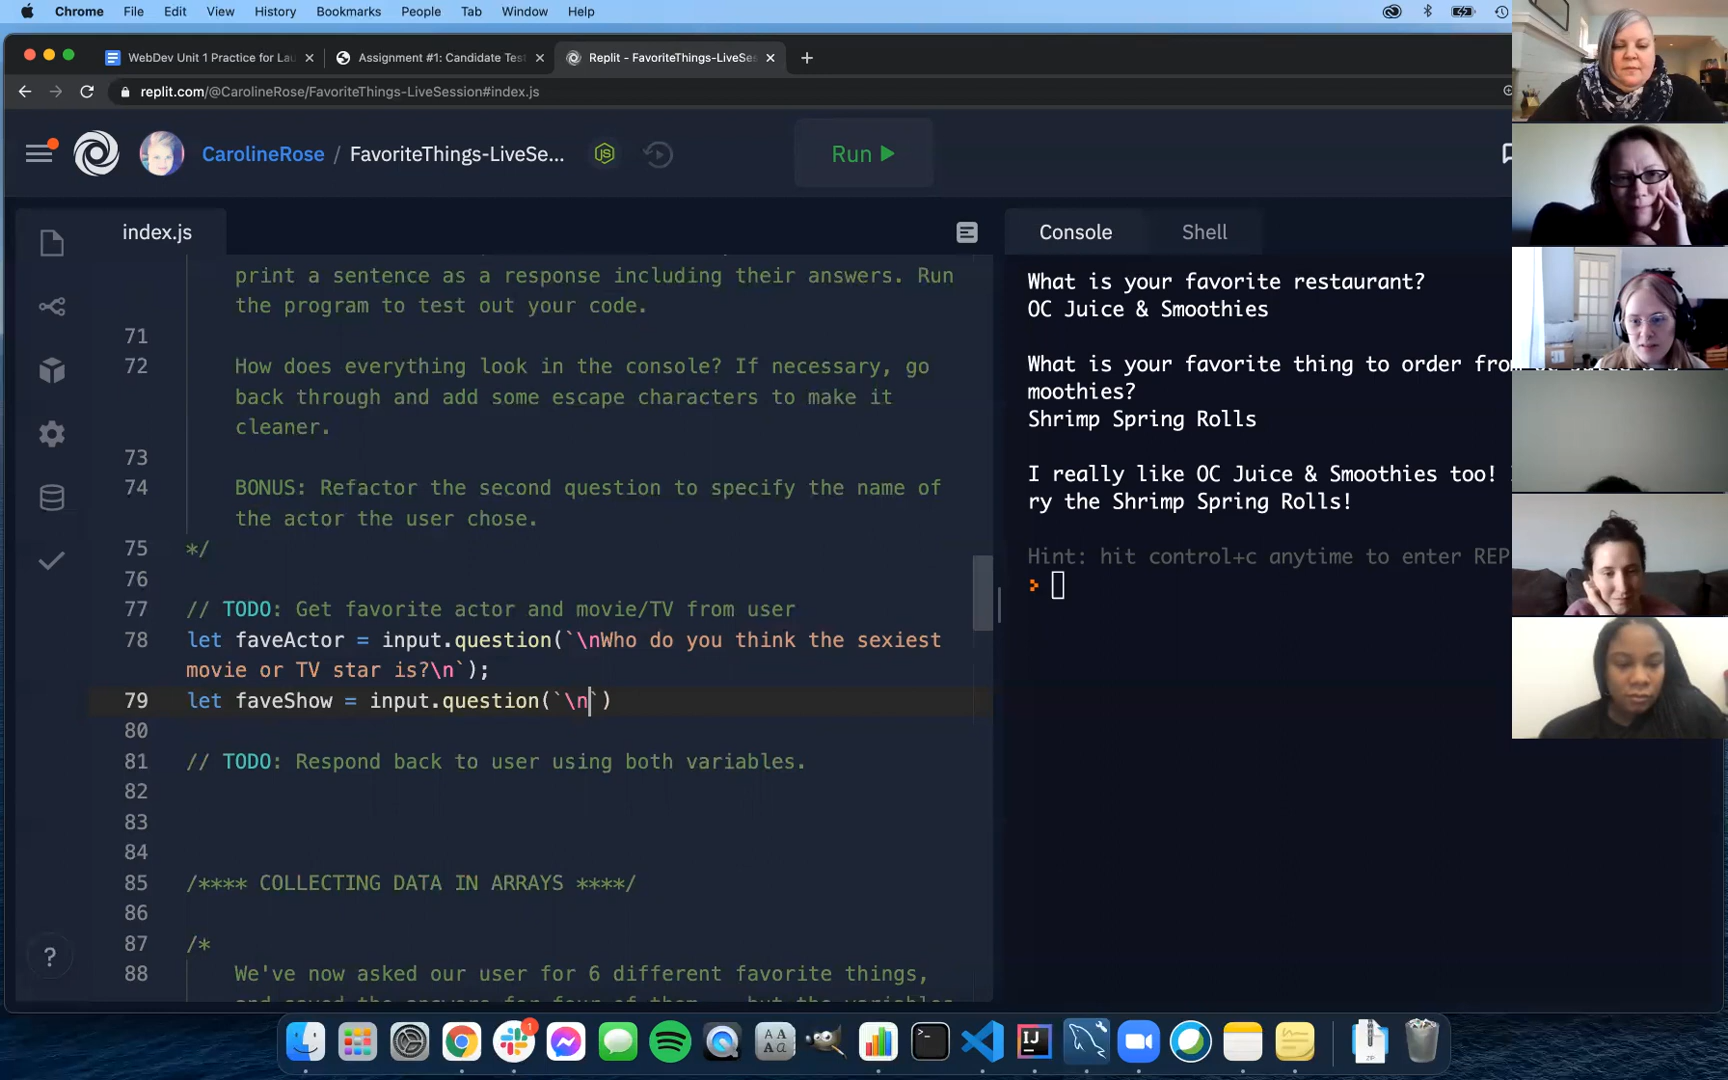 Chrome File Edit View History Bookmarks People Tab Window Help
WebDev Unit 1 Practice for Lau
Assignment #1: Candidate Test
Replit - FavoriteThings-LiveSes
replit.com/@CarolineRose/FavoriteThings-LiveSession#index.js
CarolineRose / FavoriteThings-LiveSe...
Run
index.js
Console Shell
print a sentence as a response including their answers. Run
the program to test out your code.
71
72 How does everything look in the console? If necessary, go
back through and add some escape characters to make it
cleaner.
73
74 BONUS: Refactor the second question to specify the name of
the actor the user chose.
75 */
76
77 // TODO: Get favorite actor and movie/TV from user
78 let faveActor = input.question(`\nWho do you think the sexiest
movie or TV star is?\n`);
79 let faveShow = input.question(`\n`)
80
81 // TODO: Respond back to user using both variables.
82
83
84
85 /**** COLLECTING DATA IN ARRAYS ****/
86
87 /*
88 We've now asked our user for 6 different favorite things,
What is your favorite restaurant?
OC Juice & Smoothies
What is your favorite thing to order from
moothies?
Shrimp Spring Rolls
I really like OC Juice & Smoothies too!
ry the Shrimp Spring Rolls!
Hint: hit control+c anytime to enter REP
?
1
ZIP